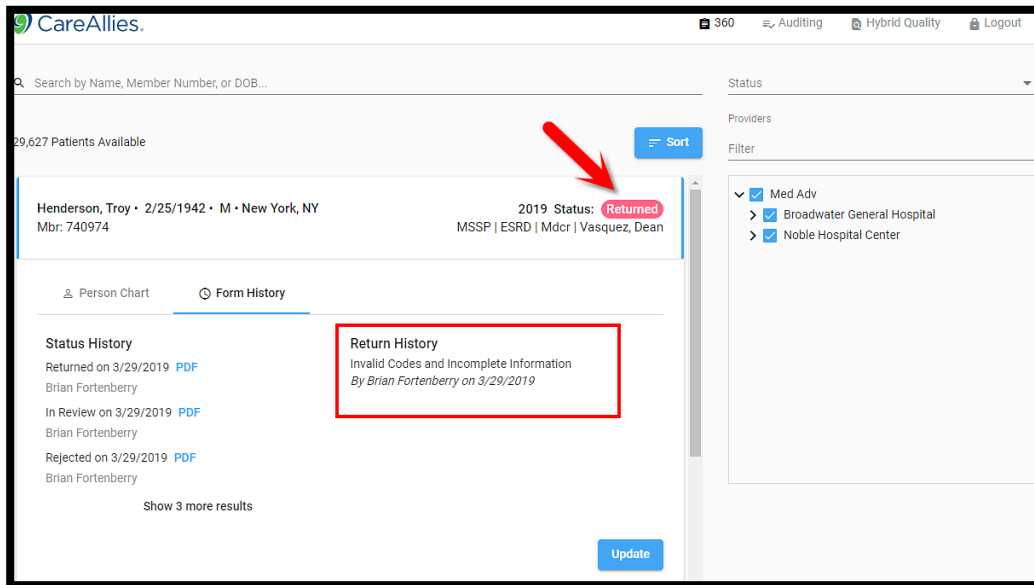 CareAllies.
360
Auditing
Hybrid Quality
Logout
Search by Name, Member Number, or DOB...
Status
Providers
Filter
29,627 Patients Available
Sort
Med Adv
Broadwater General Hospital
Noble Hospital Center
Henderson, Troy • 2/25/1942 • M • New York, NY
2019 Status: Returned
Mbr: 740974
MSSP | ESRD | Mdcr | Vasquez, Dean
Person Chart
Form History
Status History
Returned on 3/29/2019 PDF
Brian Fortenberry
In Review on 3/29/2019 PDF
Brian Fortenberry
Rejected on 3/29/2019 PDF
Brian Fortenberry
Show 3 more results
Return History
Invalid Codes and Incomplete Information
By Brian Fortenberry on 3/29/2019
Update